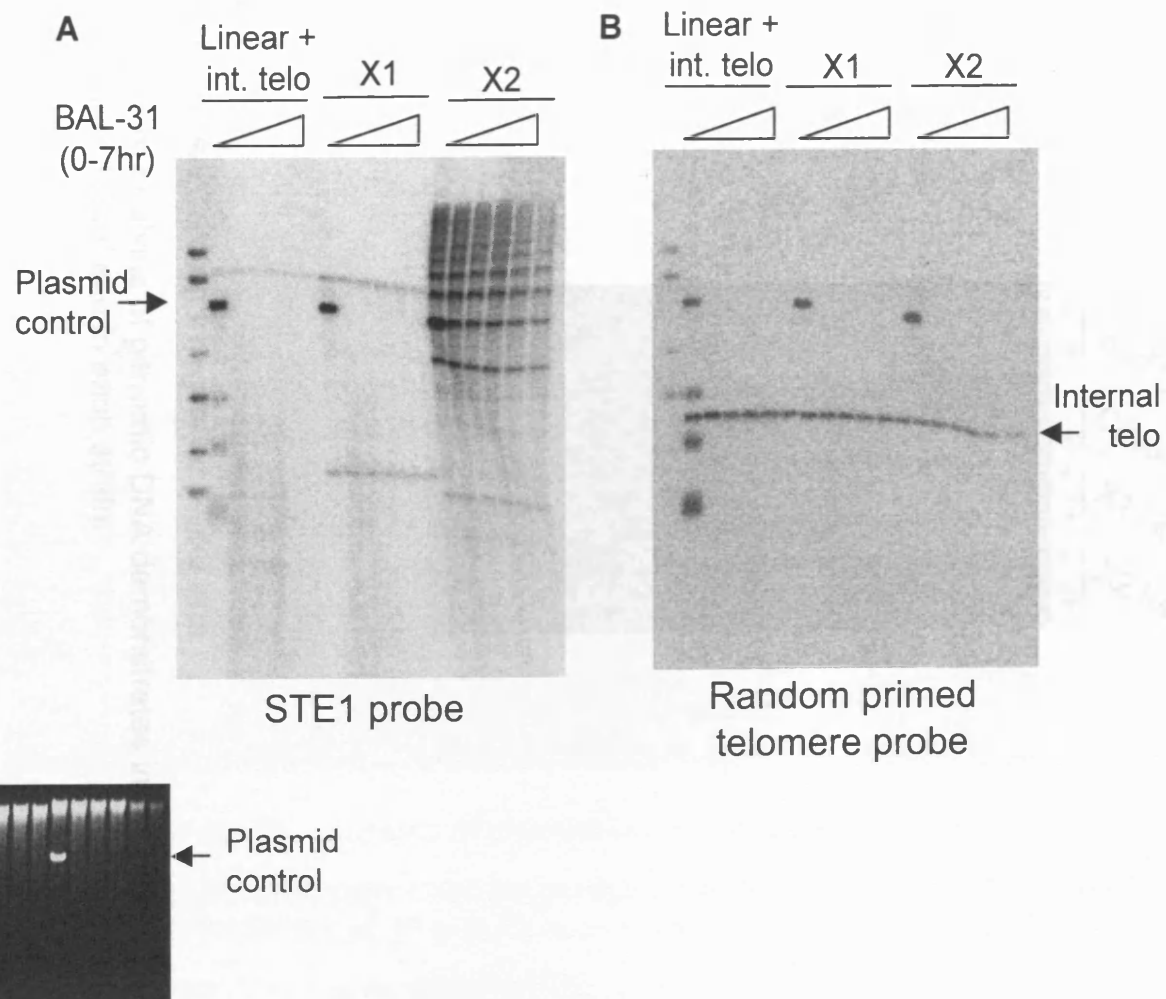 A
Linear +
int. telo
X1
X2
BAL-31
(0-7hr)
Plasmid
control
STE1 probe
B
Linear +
int. telo
X1
X2
Internal
telo
Random primed
telomere probe
Plasmid
control